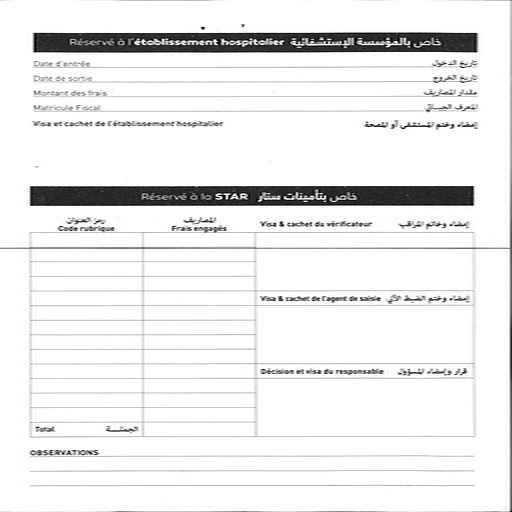 Réservé à l'établissement hospitalier خاص بالمؤسسة الإستشفائية
Date d'entrée تاريخ الدخول
Date de sortie تاريخ الخروج
Montant des frais مقدار المصاريف
Matricule Fiscal المعرف الجبائي
Visa et cachet de l'établissement hospitalier إمضاء وختم المستشفى أو المصحة
Réservé à la STAR خاص بتأمينات ستار
رمز العنوان المصاريف
Code rubrique Frais engagés
Visa & cachet du vérificateur إمضاء وخاتم المراقب
Visa & cachet de l'agent de saisie إمضاء وختم الضبط الآلي
Décision et visa du responsable قرار وإمضاء المسؤول
Total الجملـــة
OBSERVATIONS